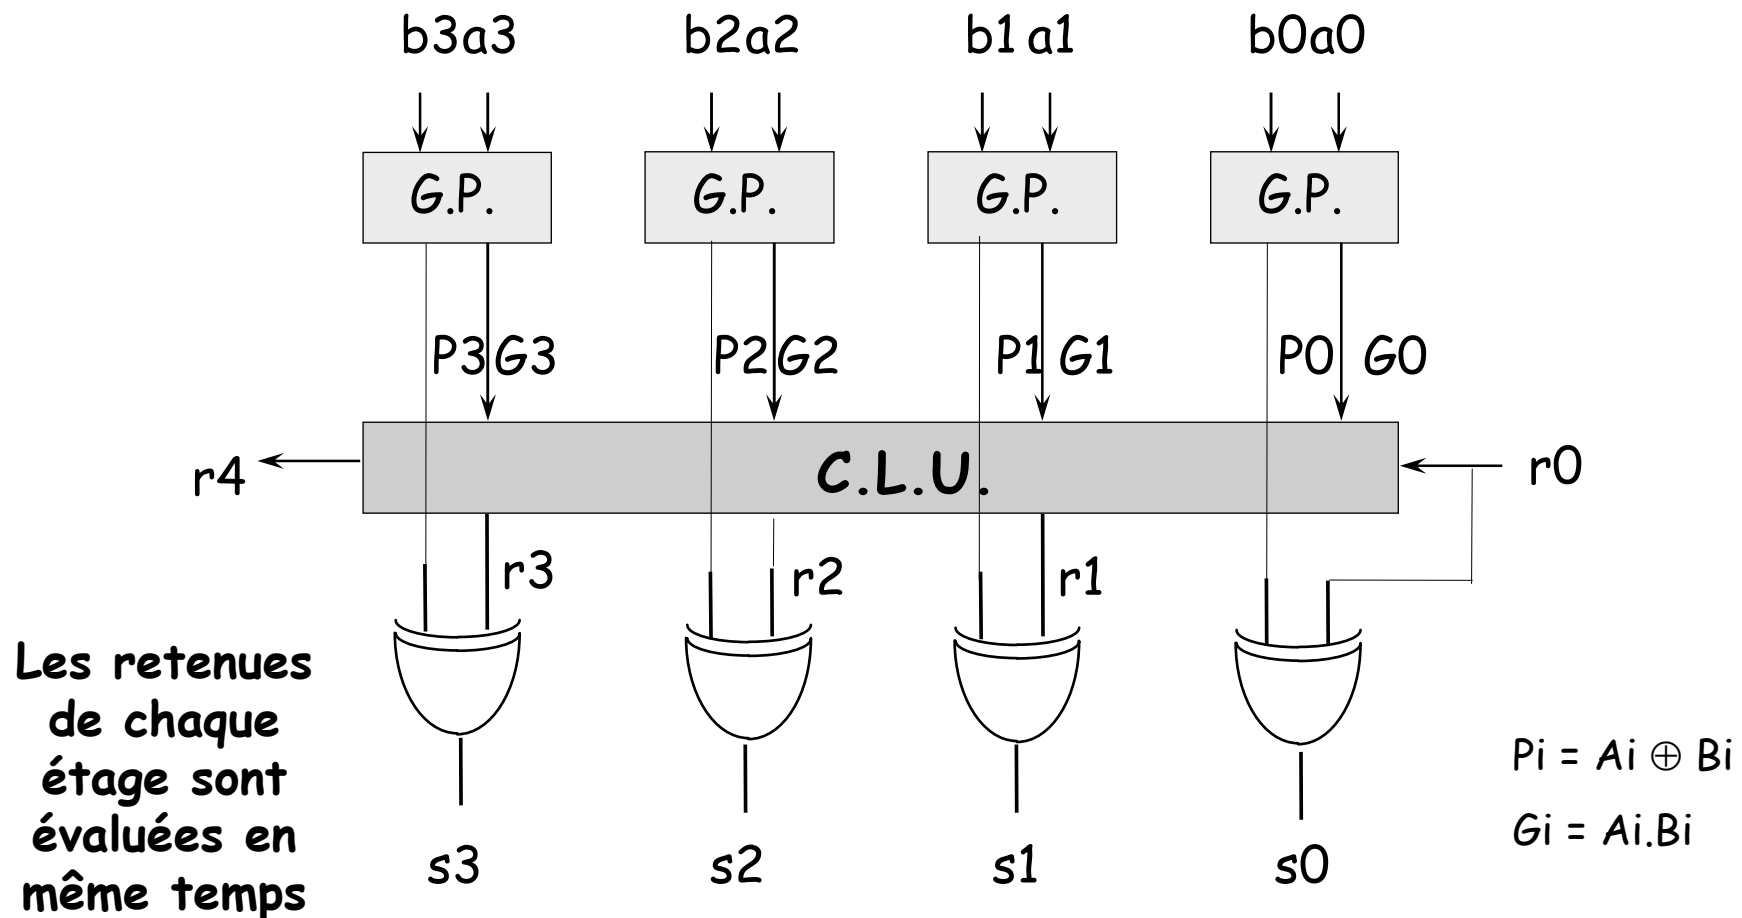 b3a3 b2a2 b1 a1 b0a0
G.P. G.P. G.P. G.P.
P3 G3 P2 G2 P1 G1 P0 G0
C.L.U.
r4 r0
r3 r2 r1
Les retenues
de chaque
étage sont
évaluées en
même temps
Pi = Ai ⊕ Bi
Gi = Ai.Bi
s3 s2 s1 s0